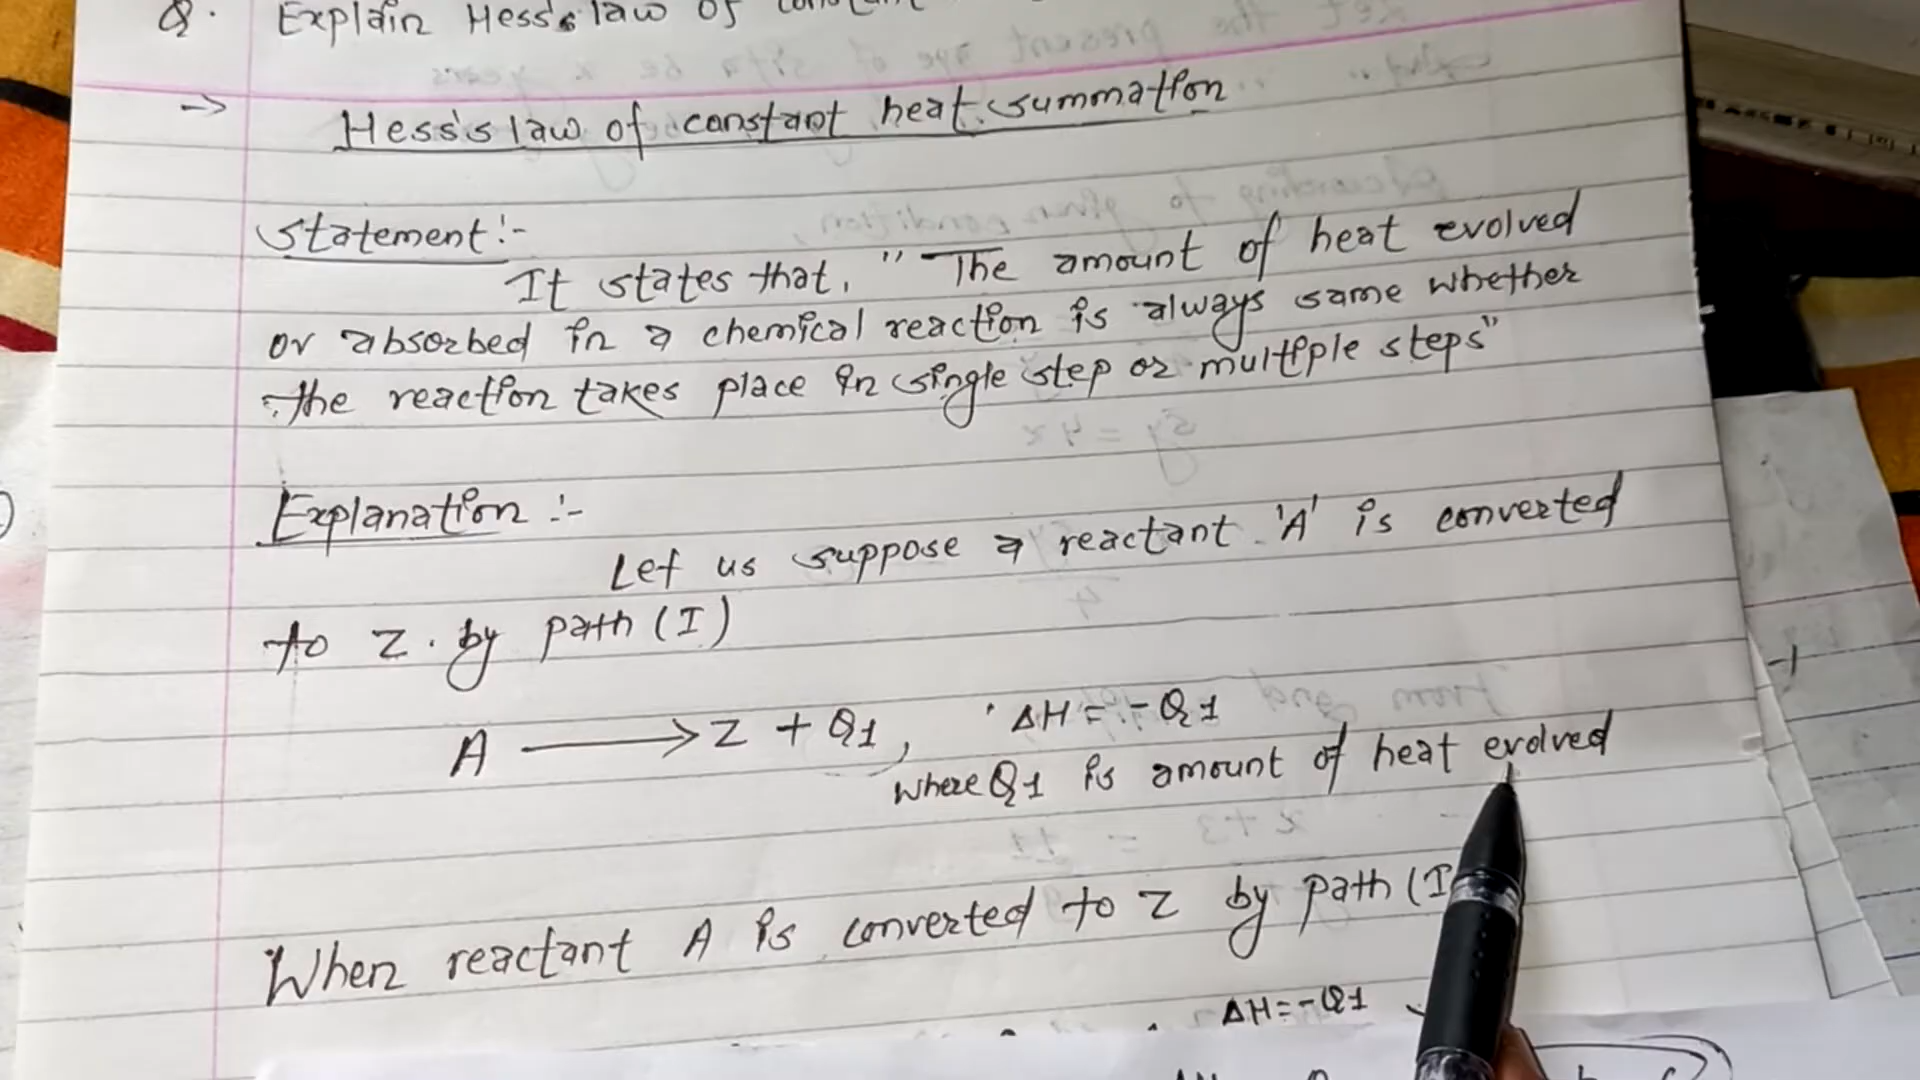 Q. Explain Hess's law of constant
→ Hess's law of constant heat summation
Statement :-
It states that, " The amount of heat evolved
or absorbed in a chemical reaction is always same whether
the reaction takes place in single step or multiple steps"
Explanation :-
Let us suppose a reactant 'A' is converted
to Z. by path (I)
A ⟶ Z + Q1, ΔH = -Q1
where Q1 is amount of heat evolved
When reactant A is converted to Z by path (I
ΔH = -Q1